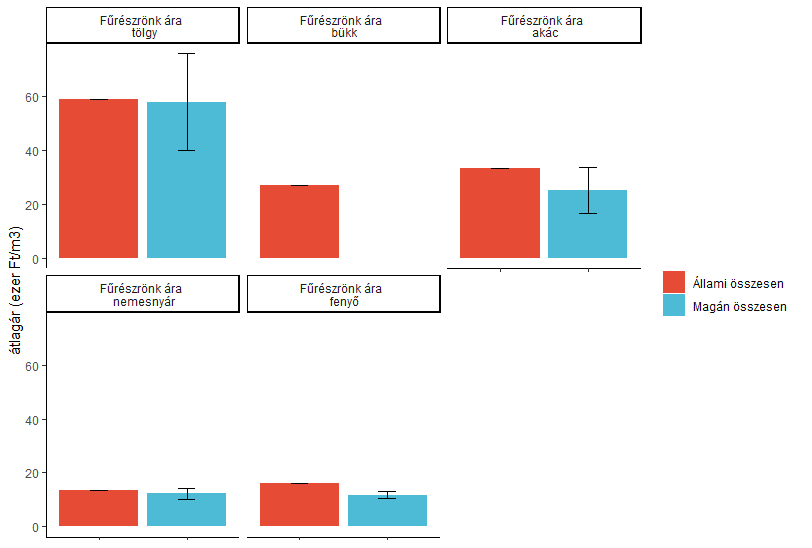 Fűrészrönk ára
tölgy
Fűrészrönk ára
bükk
Fűrészrönk ára
akác
60
40
20
0
átlagár (ezer Ft/m3)
Állami összesen
Magán összesen
Fűrészrönk ára
nemesnyár
Fűrészrönk ára
fenyő
60
40
20
0